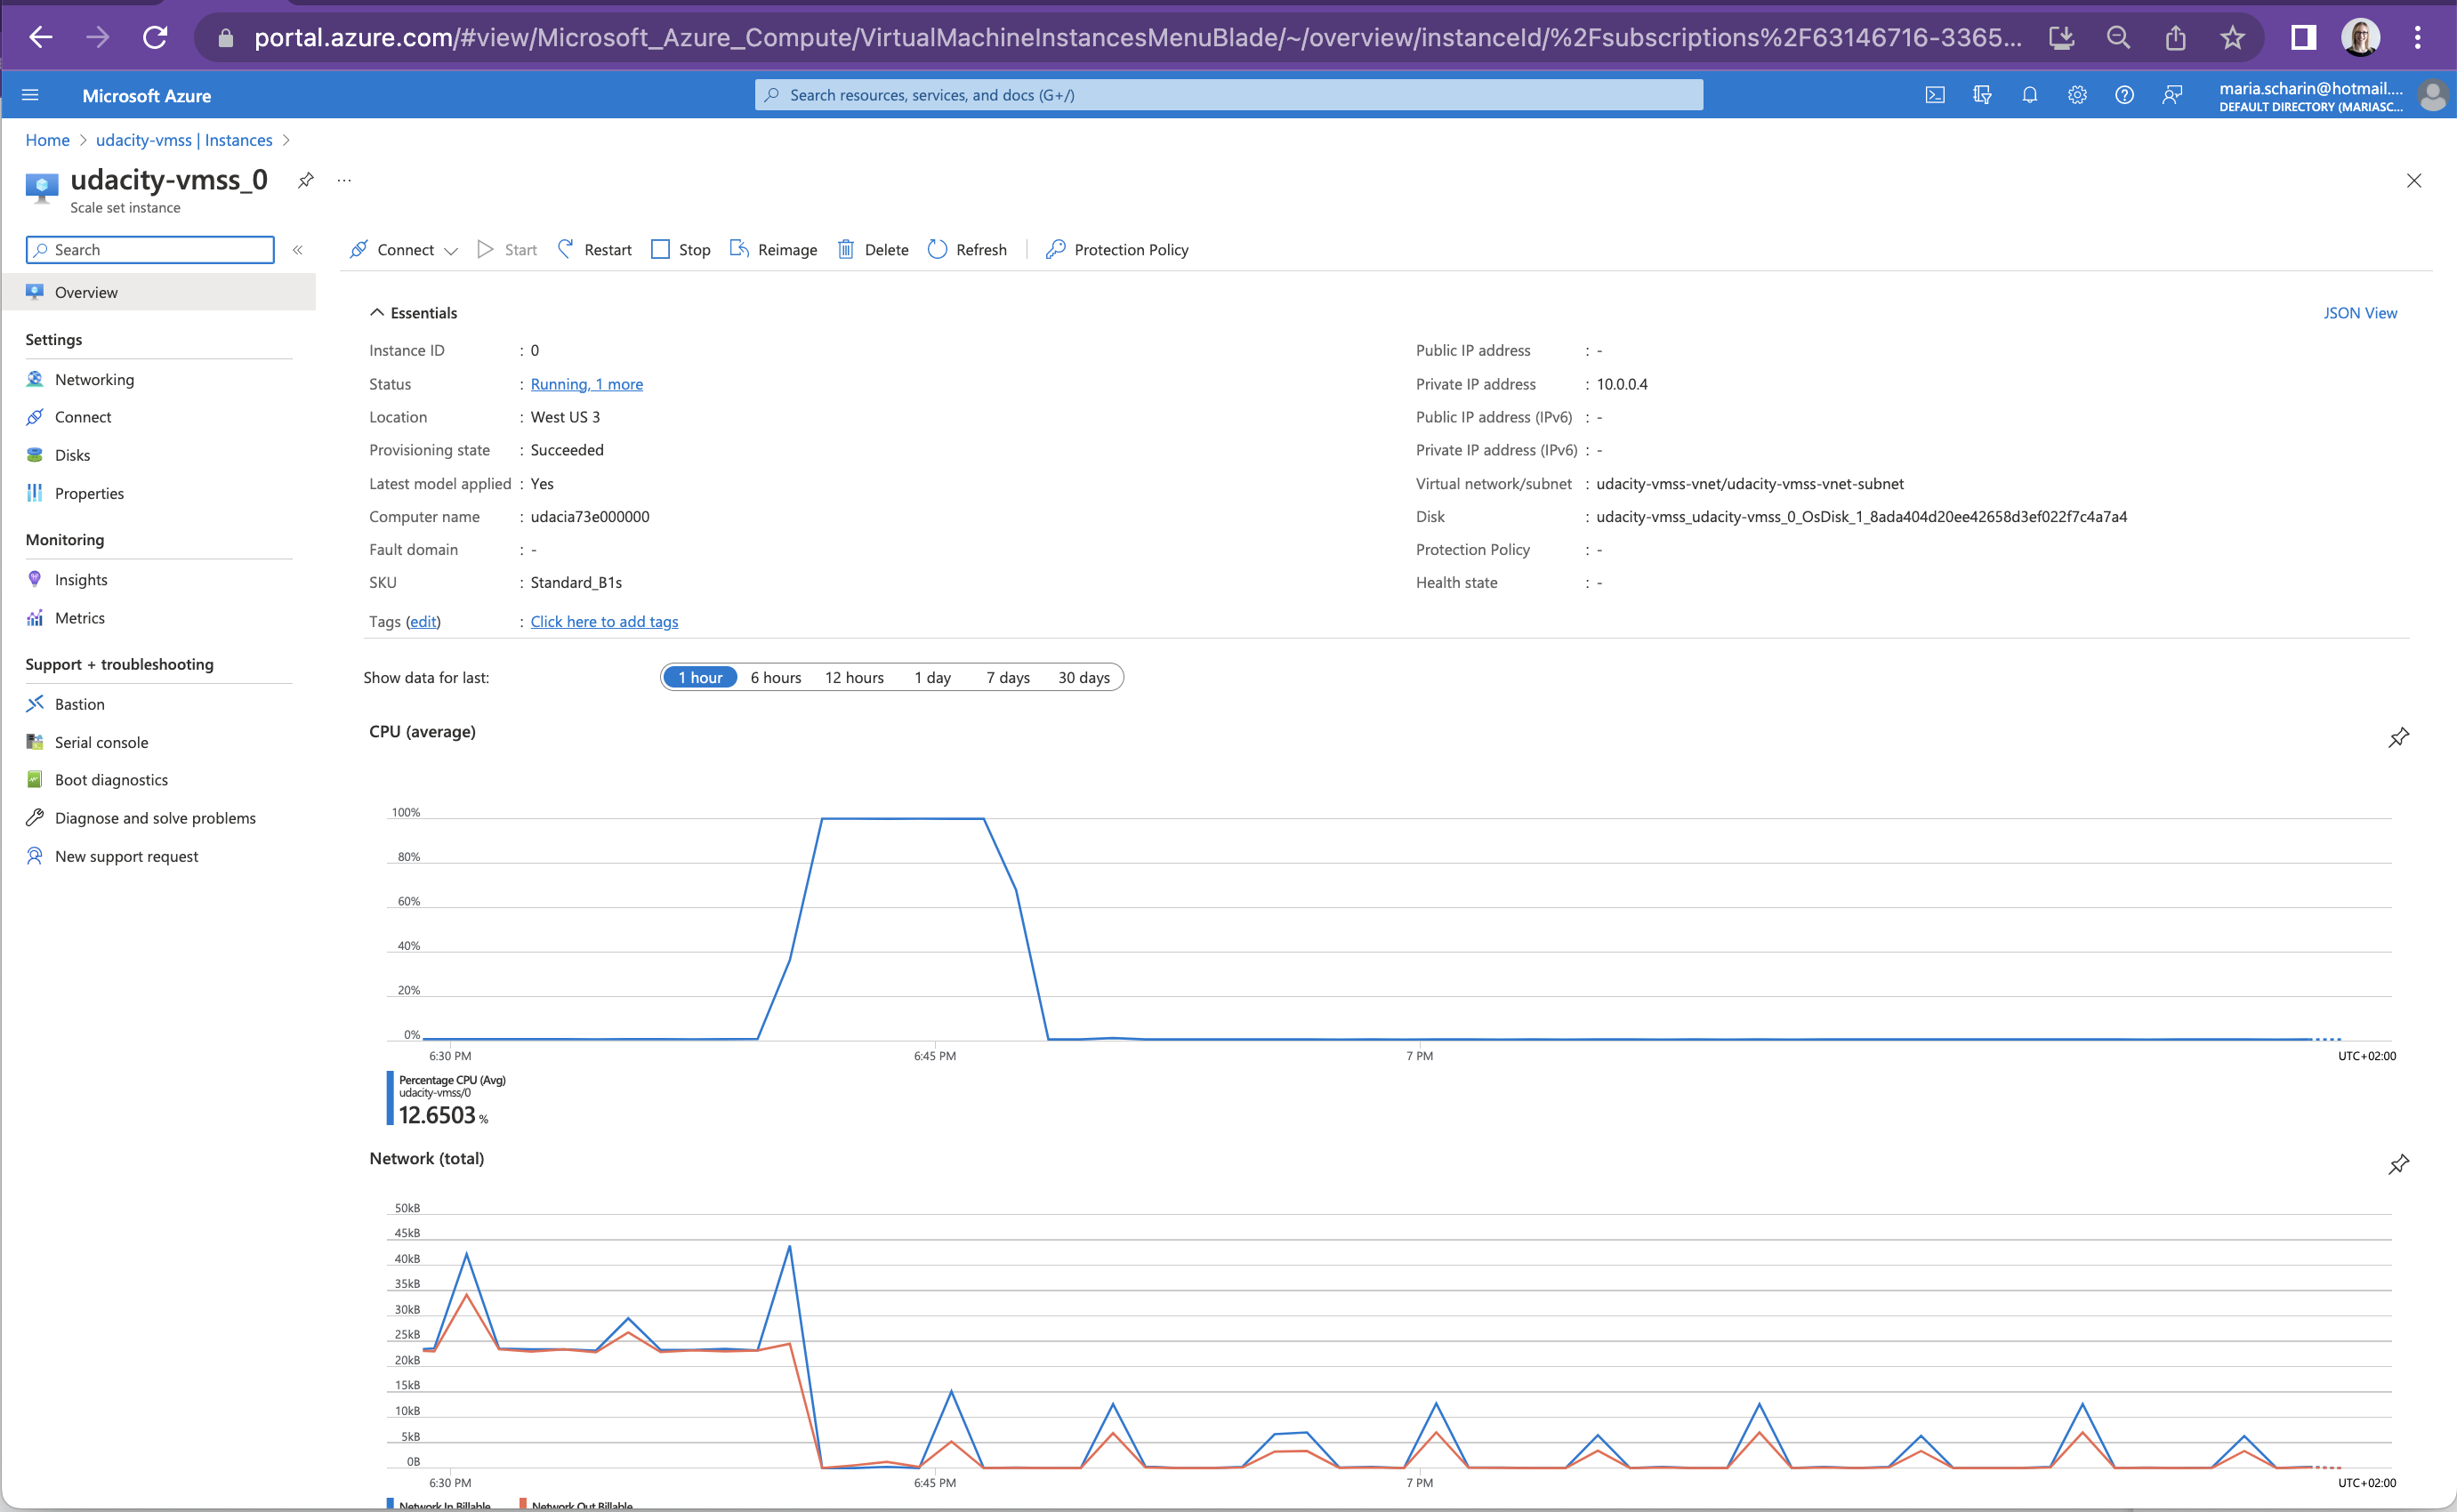 portal.azure.com/#view/Microsoft_Azure_Compute/VirtualMachineInstancesMenuBlade/~/overview/instanceId/%2Fsubscriptions%2F63146716-3365...
Microsoft Azure
Search resources, services, and docs (G+/)
maria.scharin@hotmail....
DEFAULT DIRECTORY (MARIASC...
Home > udacity-vmss | Instances >
udacity-vmss_0
Scale set instance
Search
Connect Start Restart Stop Reimage Delete Refresh Protection Policy
Overview
Settings
Networking
Connect
Disks
Properties
Monitoring
Insights
Metrics
Support + troubleshooting
Bastion
Serial console
Boot diagnostics
Diagnose and solve problems
New support request
Essentials
JSON View
Instance ID : 0
Status : Running, 1 more
Location : West US 3
Provisioning state : Succeeded
Latest model applied : Yes
Computer name : udacia73e000000
Fault domain : -
SKU : Standard_B1s
Tags (edit) : Click here to add tags
Public IP address : -
Private IP address : 10.0.0.4
Public IP address (IPv6) : -
Private IP address (IPv6) : -
Virtual network/subnet : udacity-vmss-vnet/udacity-vmss-vnet-subnet
Disk : udacity-vmss_udacity-vmss_0_OsDisk_1_8ada404d20ee42658d3ef022f7c4a7a4
Protection Policy : -
Health state : -
Show data for last:
1 hour 6 hours 12 hours 1 day 7 days 30 days
CPU (average)
100%
80%
60%
40%
20%
0%
6:30 PM 6:45 PM 7 PM UTC+02:00
Percentage CPU (Avg)
udacity-vmss/0
12.6503 %
Network (total)
50kB
45kB
40kB
35kB
30kB
25kB
20kB
15kB
10kB
5kB
0B
6:30 PM 6:45 PM 7 PM UTC+02:00
Network In Billable Network Out Billable